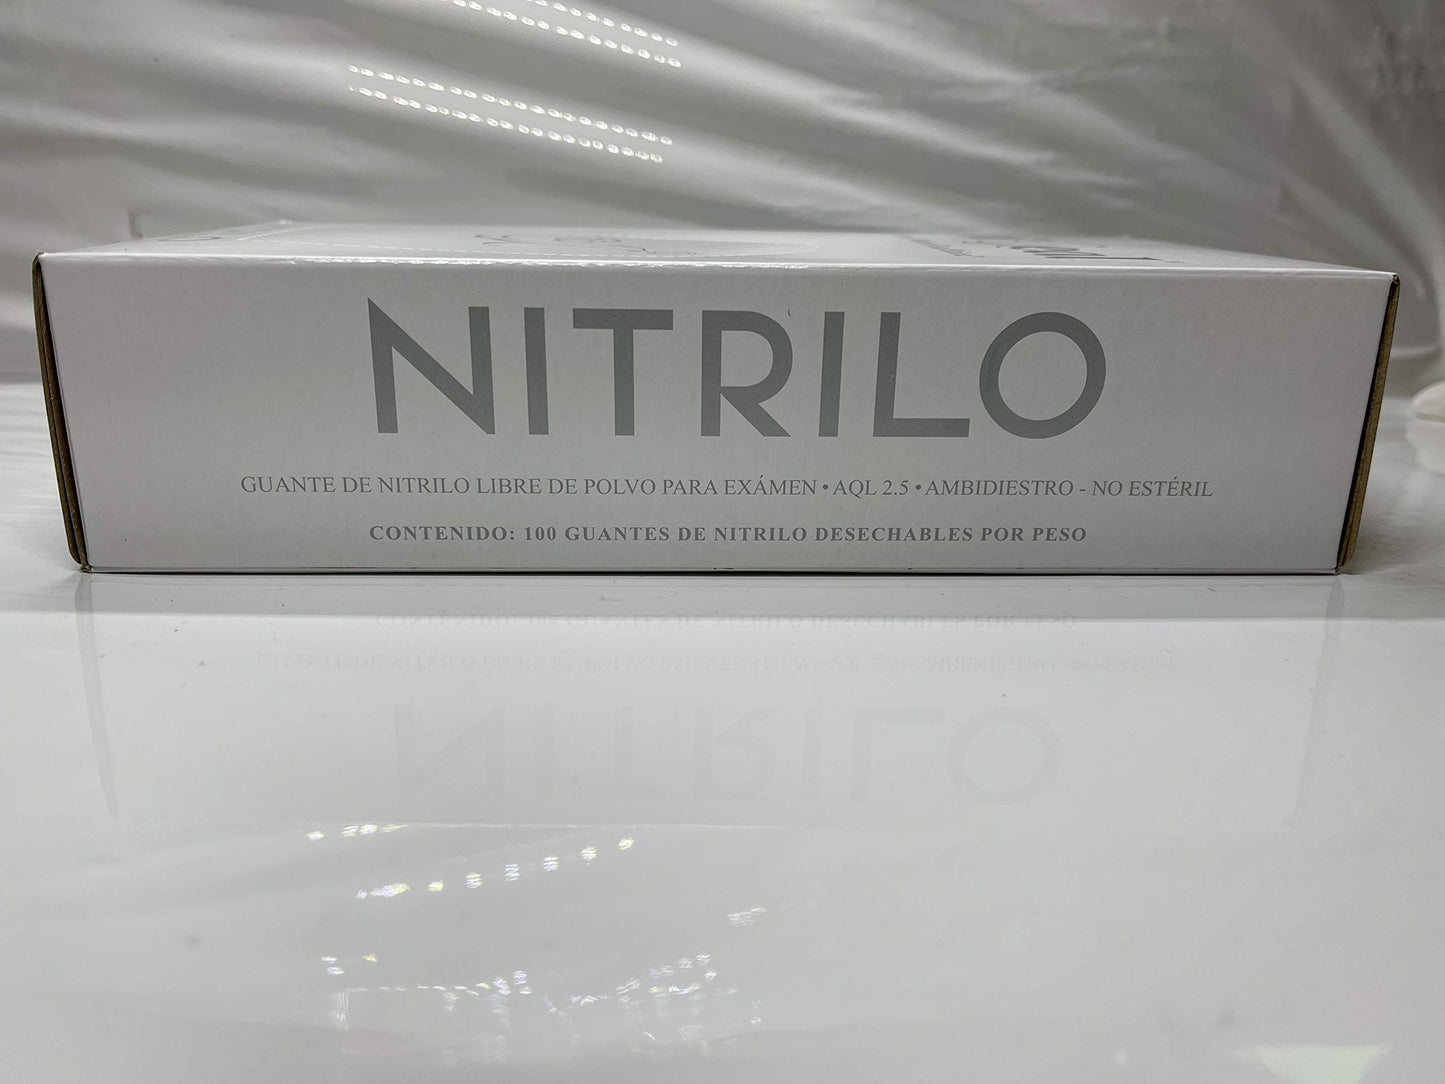 NITRILO
GUANTE DE NITRILO LIBRE DE POLVO PARA EXÁMEN • AQL 2.5 • AMBIDIESTRO - NO ESTÉRIL
CONTENIDO: 100 GUANTES DE NITRILO DESECHABLES POR PESO